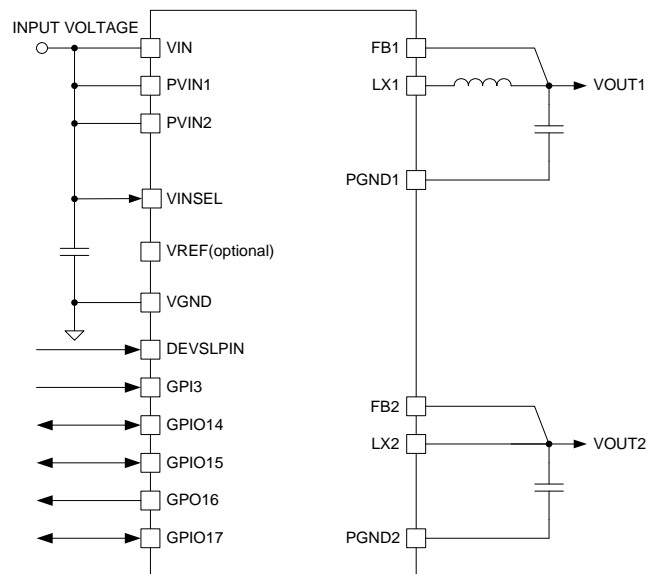 INPUT VOLTAGE
VIN
PVIN1
PVIN2
VINSEL
VREF(optional)
VGND
DEVSLPIN
GPI3
GPIO14
GPIO15
GPO16
GPIO17
FB1
LX1
VOUT1
PGND1
FB2
LX2
VOUT2
PGND2